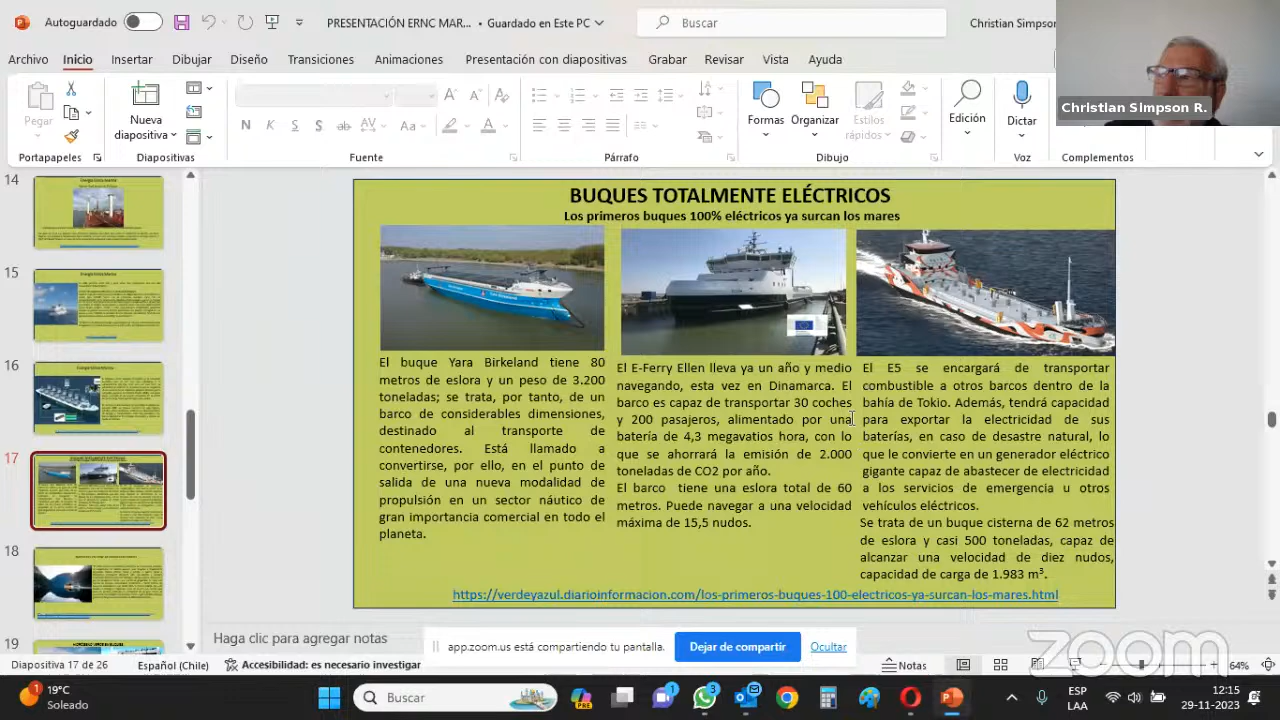 Autoguardado
PRESENTACIÓN ERNC MAR... • Guardado en Este PC
Buscar
Christian Simpson
Archivo Inicio Insertar Dibujar Diseño Transiciones Animaciones Presentación con diapositivas Grabar Revisar Vista Ayuda
Pegar
Nueva diapositiva
N K S S ab AV Aa A
Formas Organizar Estilos rápidos
Edición
Dictar
Complementos
Portapapeles Diapositivas Fuente Párrafo Dibujo Voz
Christian Simpson R.
14
15
16
17
18
19
BUQUES TOTALMENTE ELÉCTRICOS
Los primeros buques 100% eléctricos ya surcan los mares
El buque Yara Birkeland tiene 80
metros de eslora y un peso de 3.200
toneladas; se trata, por tanto, de un
barco de considerables dimensiones,
destinado al transporte de
contenedores. Está llamado a
convertirse, por ello, en el punto de
salida de una nueva modalidad de
propulsión en un sector náutico de
gran importancia comercial en todo el
planeta.
El E-Ferry Ellen lleva ya un año y medio
navegando, esta vez en Dinamarca. El
barco es capaz de transportar 30 coches
y 200 pasajeros, alimentado por una
batería de 4,3 megavatios hora, con lo
que se ahorrará la emisión de 2.000
toneladas de CO2 por año.
El barco tiene una eslora total de 60
metros. Puede navegar a una velocidad
máxima de 15,5 nudos.
El E5 se encargará de transportar
combustible a otros barcos dentro de la
bahía de Tokio. Además, tendrá capacidad
para exportar la electricidad de sus
baterías, en caso de desastre natural, lo
que le convierte en un generador eléctrico
gigante capaz de abastecer de electricidad
a los servicios de emergencia u otros
vehículos eléctricos.
Se trata de un buque cisterna de 62 metros
de eslora y casi 500 toneladas, capaz de
alcanzar una velocidad de diez nudos,
capacidad de carga de 1.983 m³.
https://verdeyazul.diarioinformacion.com/los-primeros-buques-100-electricos-ya-surcan-los-mares.html
Haga clic para agregar notas
app.zoom.us está compartiendo tu pantalla.
Dejar de compartir
Ocultar
zoom
Diapositiva 17 de 26
Español (Chile)
Accesibilidad: es necesario investigar
Notas
64%
1
19°C
Soleado
Buscar
PRE
1
3
ESP
LAA
12:15
29-11-2023